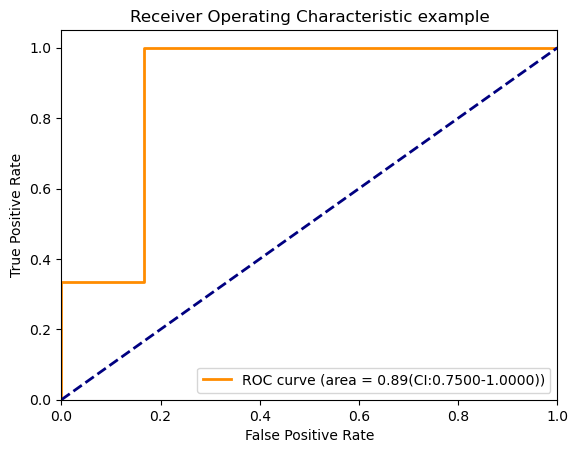 Receiver Operating Characteristic example
True Positive Rate
1.0
0.8
0.6
0.4
0.2
0.0
ROC curve (area = 0.89(CI:0.7500-1.0000))
0.0 0.2 0.4 0.6 0.8 1.0
False Positive Rate